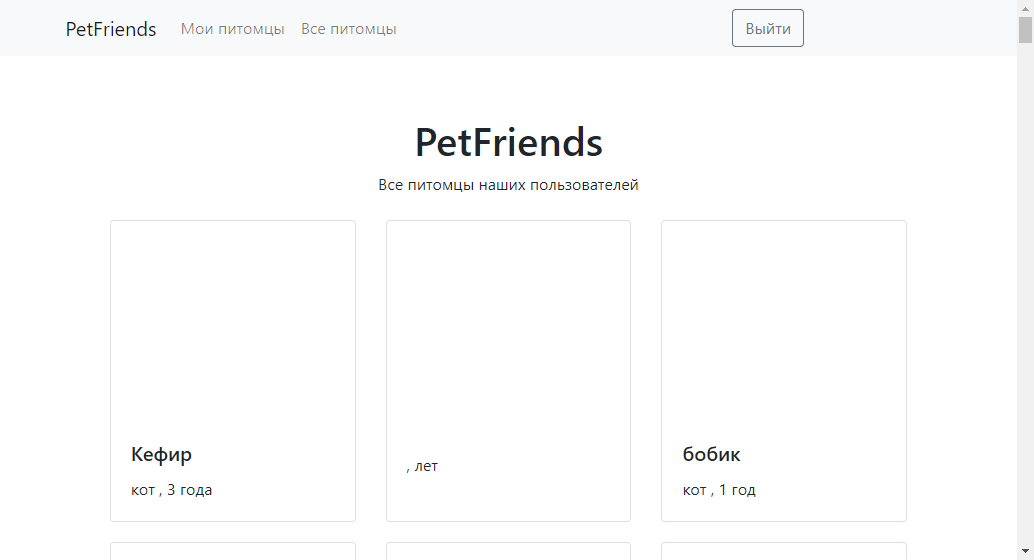 PetFriends Мои питомцы Все питомцы Выйти
PetFriends
Все питомцы наших пользователей
Кефир
кот , 3 года
, лет
бобик
кот , 1 год